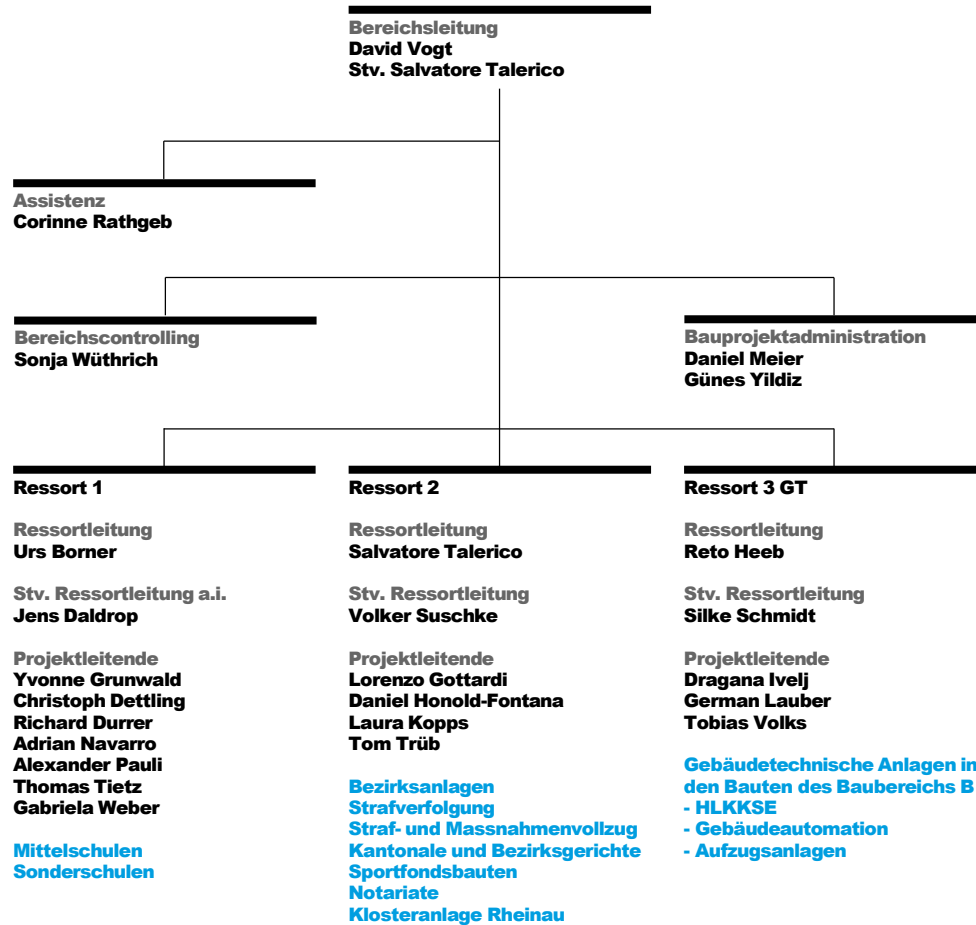 Bereichsleitung
David Vogt
Stv. Salvatore Talerico
Assistenz
Corinne Rathgeb
Bereichscontrolling
Sonja Wüthrich
Bauprojektadministration
Daniel Meier
Günes Yildiz
Ressort 1
Ressortleitung
Urs Borner
Stv. Ressortleitung a.i.
Jens Daldrop
Projektleitende
Yvonne Grunwald
Christoph Dettling
Richard Durrer
Adrian Navarro
Alexander Pauli
Thomas Tietz
Gabriela Weber
Mittelschulen
Sonderschulen
Ressort 2
Ressortleitung
Salvatore Talerico
Stv. Ressortleitung
Volker Suschke
Projektleitende
Lorenzo Gottardi
Daniel Honold-Fontana
Laura Kopps
Tom Trüb
Bezirksanlagen
Strafverfolgung
Straf- und Massnahmenvollzug
Kantonale und Bezirksgerichte
Sportfondsbauten
Notariate
Klosteranlage Rheinau
Ressort 3 GT
Ressortleitung
Reto Heeb
Stv. Ressortleitung
Silke Schmidt
Projektleitende
Dragana Ivelj
German Lauber
Tobias Volks
Gebäudetechnische Anlagen in
den Bauten des Baubereichs B
- HLKKSE
- Gebäudeautomation
- Aufzugsanlagen